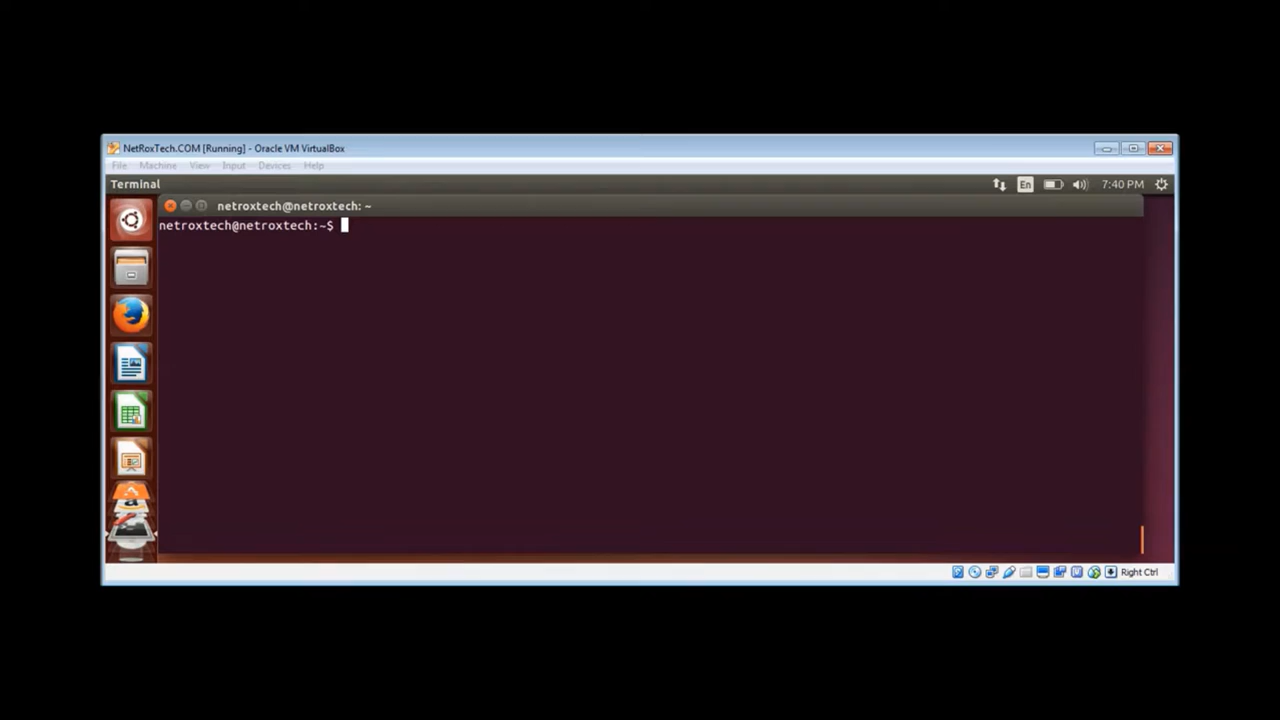 NetRoxTech.COM [Running] - Oracle VM VirtualBox
File Machine View Input Devices Help
Terminal En 7:40 PM
netroxtech@netroxtech: ~
netroxtech@netroxtech:~$
Right Ctrl